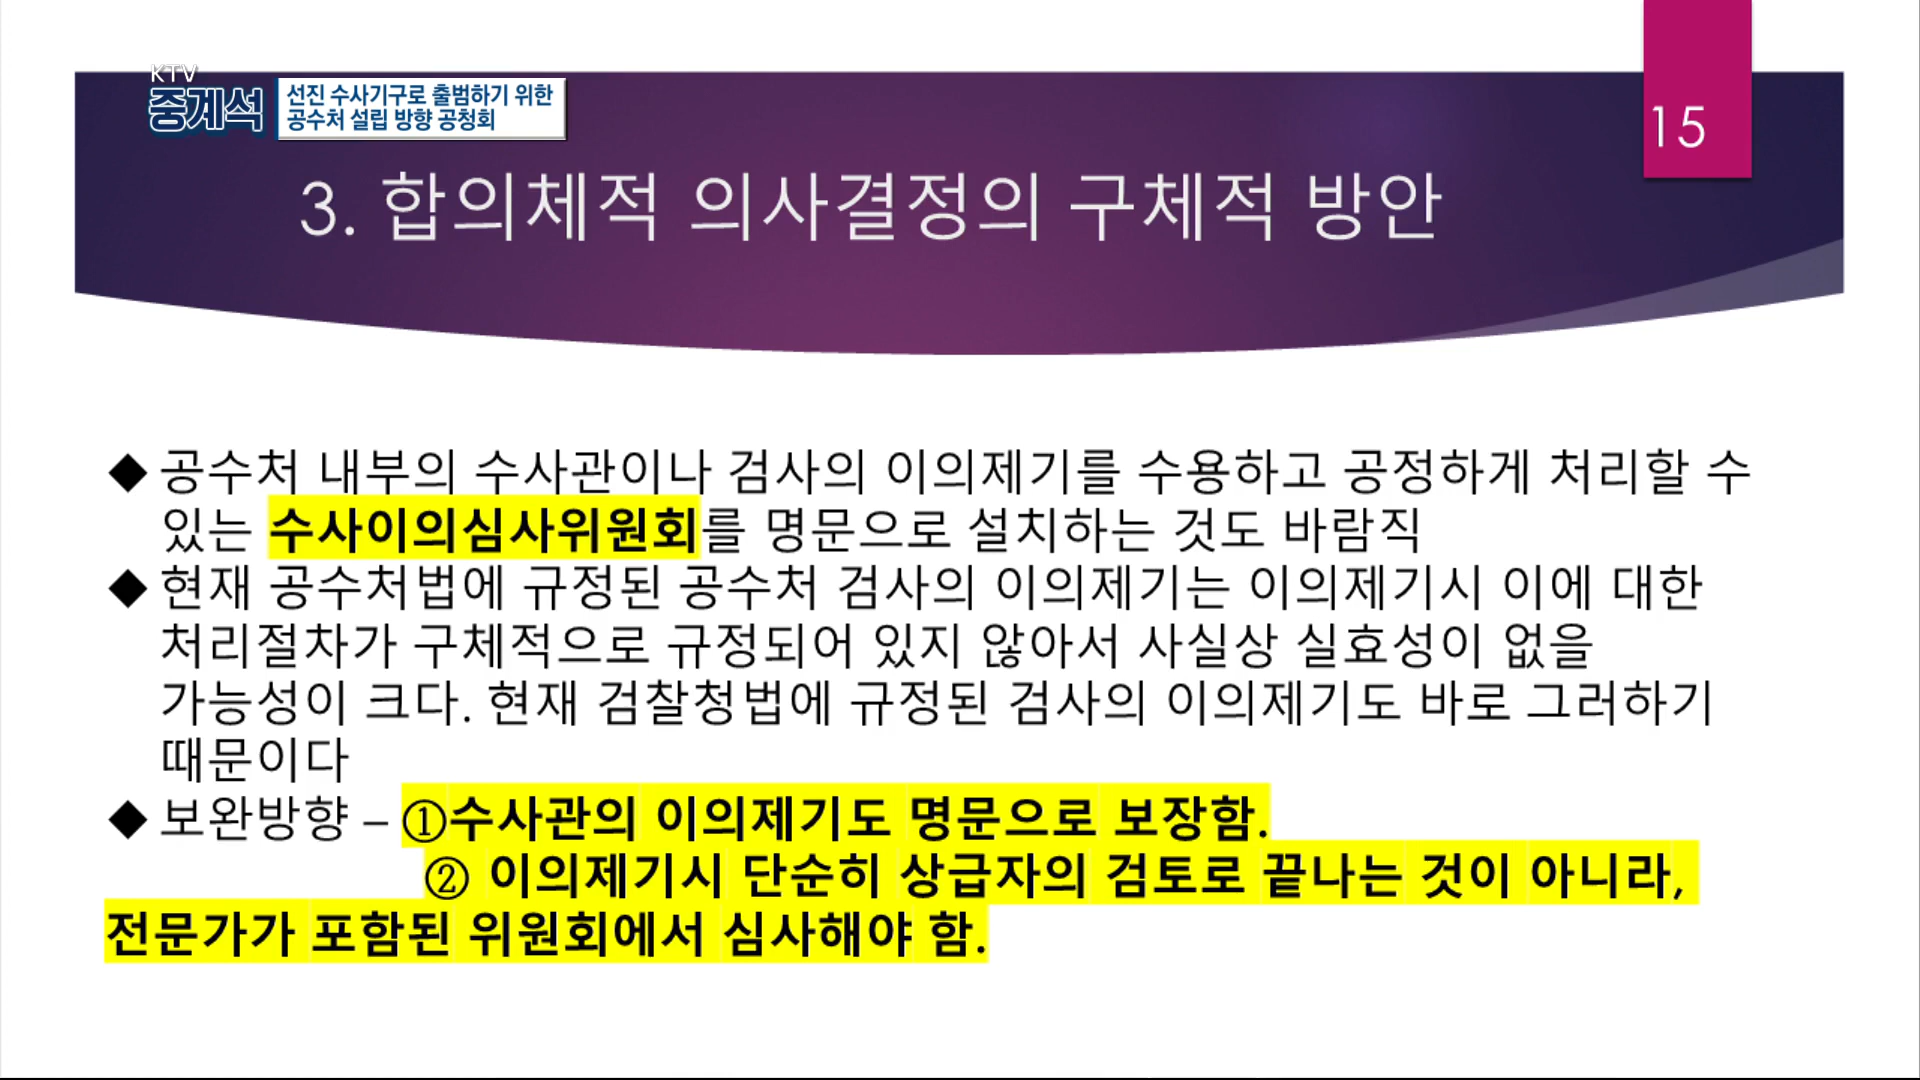 KTV
중계석
선진 수사기구로 출범하기 위한
공수처 설립 방향 공청회
15
3. 합의체적 의사결정의 구체적 방안
◆ 공수처 내부의 수사관이나 검사의 이의제기를 수용하고 공정하게 처리할 수
있는 수사이의심사위원회를 명문으로 설치하는 것도 바람직
◆ 현재 공수처법에 규정된 공수처 검사의 이의제기는 이의제기시 이에 대한
처리절차가 구체적으로 규정되어 있지 않아서 사실상 실효성이 없을
가능성이 크다. 현재 검찰청법에 규정된 검사의 이의제기도 바로 그러하기
때문이다
◆ 보완방향 – ①수사관의 이의제기도 명문으로 보장함.
② 이의제기시 단순히 상급자의 검토로 끝나는 것이 아니라,
전문가가 포함된 위원회에서 심사해야 함.